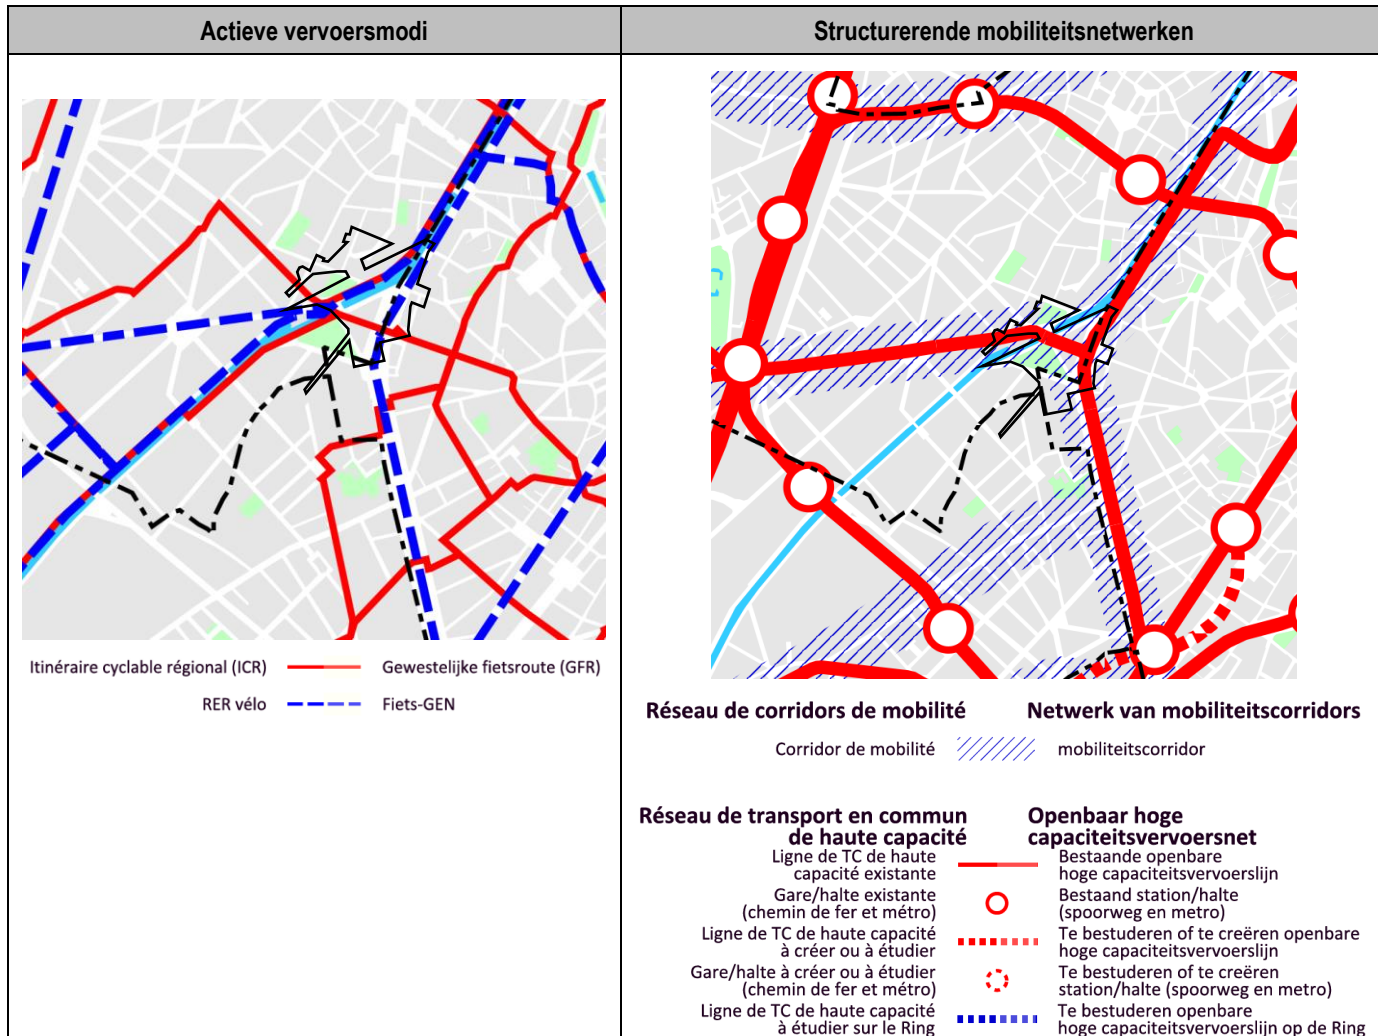 Actieve vervoersmodi
Structurerende mobiliteitsnetwerken
Itinéraire cyclable régional (ICR) Gewestelijke fietsroute (GFR)
RER vélo Fiets-GEN
Réseau de corridors de mobilité Netwerk van mobiliteitscorridors
Corridor de mobilité mobiliteitscorridor
Réseau de transport en commun Openbaar hoge
de haute capacité capaciteitsvervoersnet
Ligne de TC de haute Bestaande openbare
capacité existante hoge capaciteitsvervoerslijn
Gare/halte existante Bestaand station/halte
(chemin de fer et métro) (spoorweg en metro)
Ligne de TC de haute capacité Te bestuderen of te creëren openbare
à créer ou à étudier hoge capaciteitsvervoerslijn
Gare/halte à créer ou à étudier Te bestuderen of te creëren
(chemin de fer et métro) station/halte (spoorweg en metro)
Ligne de TC de haute capacité Te bestuderen openbare
à étudier sur le Ring hoge capaciteitsvervoerslijn op de Ring